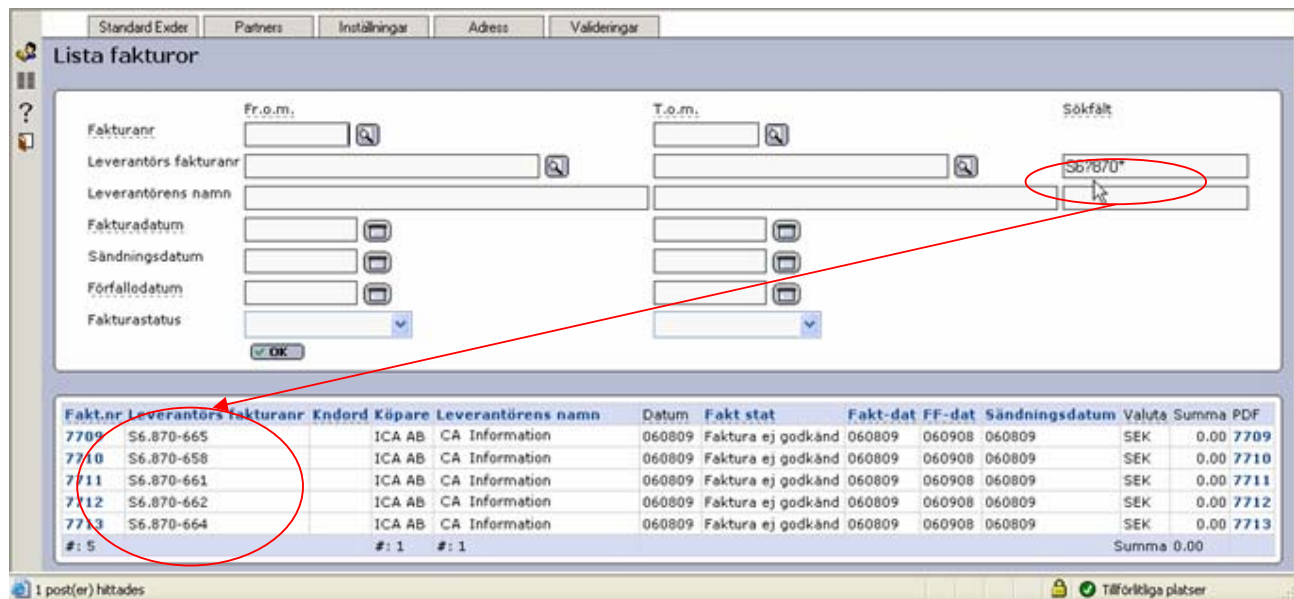 Standard Exder Partners Inställningar Adress Valideringar
Lista fakturor
Fr.o.m. T.o.m. Sökfält
Fakturanr
Leverantörs fakturanr S6?870*
Leverantörens namn
Fakturadatum
Sändningsdatum
Förfallodatum
Fakturastatus
OK
Fakt.nr Leverantörs fakturanr Kndord Köpare Leverantörens namn Datum Fakt stat Fakt-dat FF-dat Sändningsdatum Valuta Summa PDF
7709 S6.870-665 ICA AB CA Information 060809 Faktura ej godkänd 060809 060908 060809 SEK 0.00 7709
7710 S6.870-658 ICA AB CA Information 060809 Faktura ej godkänd 060809 060908 060809 SEK 0.00 7710
7711 S6.870-661 ICA AB CA Information 060809 Faktura ej godkänd 060809 060908 060809 SEK 0.00 7711
7712 S6.870-662 ICA AB CA Information 060809 Faktura ej godkänd 060809 060908 060809 SEK 0.00 7712
7713 S6.870-664 ICA AB CA Information 060809 Faktura ej godkänd 060809 060908 060809 SEK 0.00 7713
#: 5 #: 1 #: 1 Summa 0.00
1 post(er) hittades Tillförlitliga platser